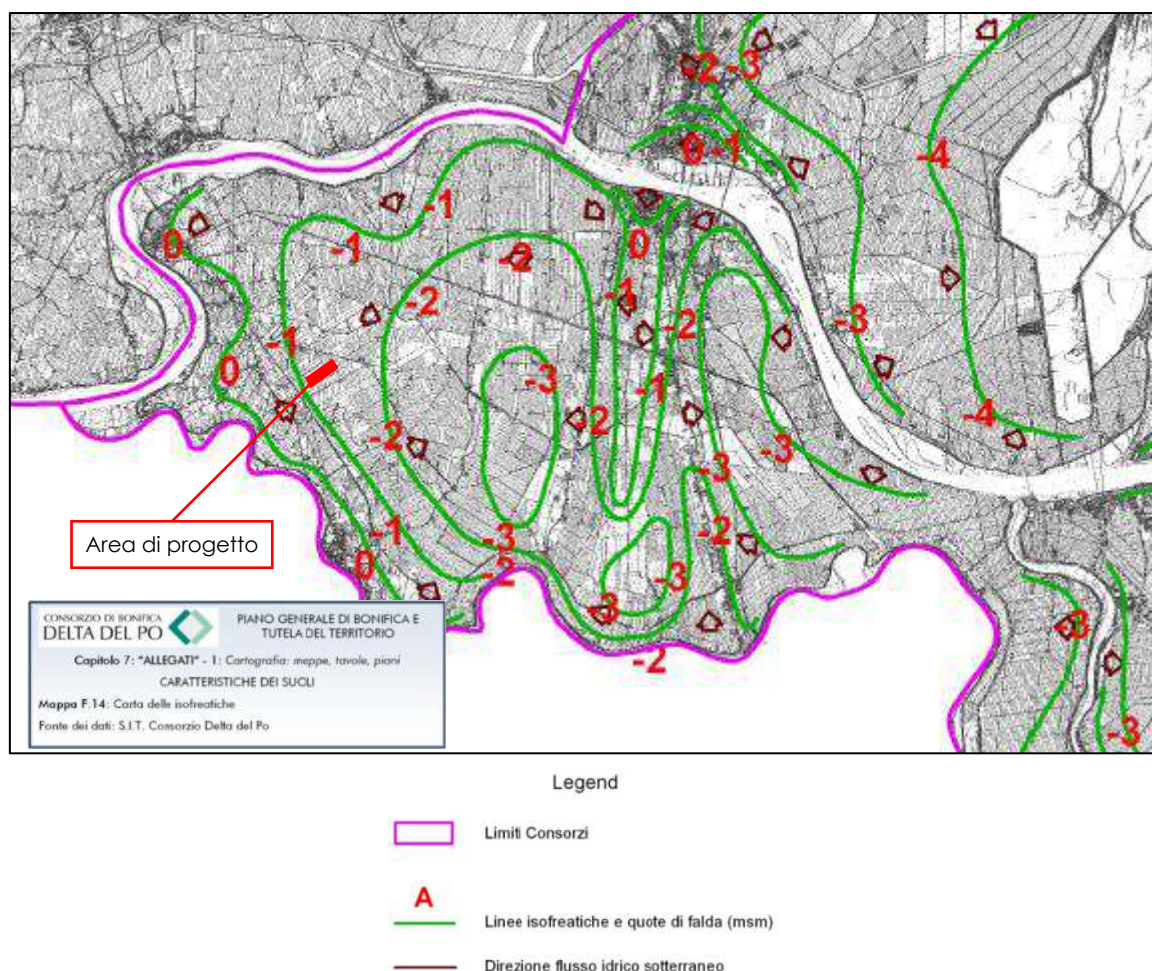 -2
-3
0
-1
-4
-1
-1
0
0
-2
-1
-2
-2
-1
0
-3
-1
-3
-4
-2
-2
-3
-3
-1
-3
-2
-2
0
-3
-3
-3
-2
-3
Area di progetto
CONSORZIO DI BONIFICA
DELTA DEL PO
PIANO GENERALE DI BONIFICA E
TUTELA DEL TERRITORIO
Capitolo 7: "ALLEGATI" - 1: Cartografia: mappe, tavole, piani
CARATTERISTICHE DEI SUOLI
Mappa F.14: Carta delle isofreatiche
Fonte dei dati: S.I.T. Consorzio Delta del Po
Legend
Limiti Consorzi
A
Linee isofreatiche e quote di falda (msm)
Direzione flusso idrico sotterraneo